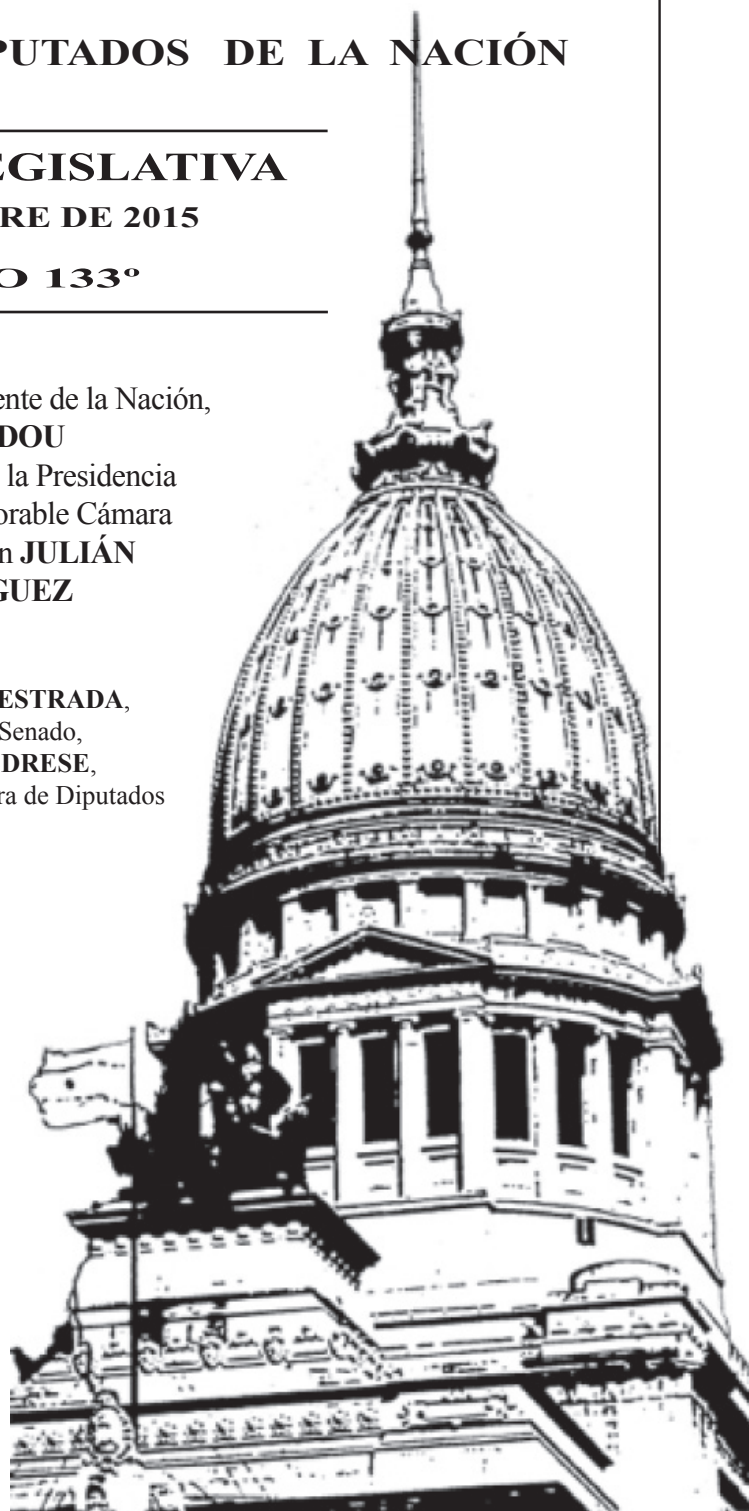 PUTADOS DE LA NACIÓN
EGISLATIVA
RE DE 2015
O 133º
ente de la Nación,
DOU
la Presidencia
orable Cámara
n JULIÁN
GUEZ
ESTRADA,
Senado,
DRESE,
ra de Diputados